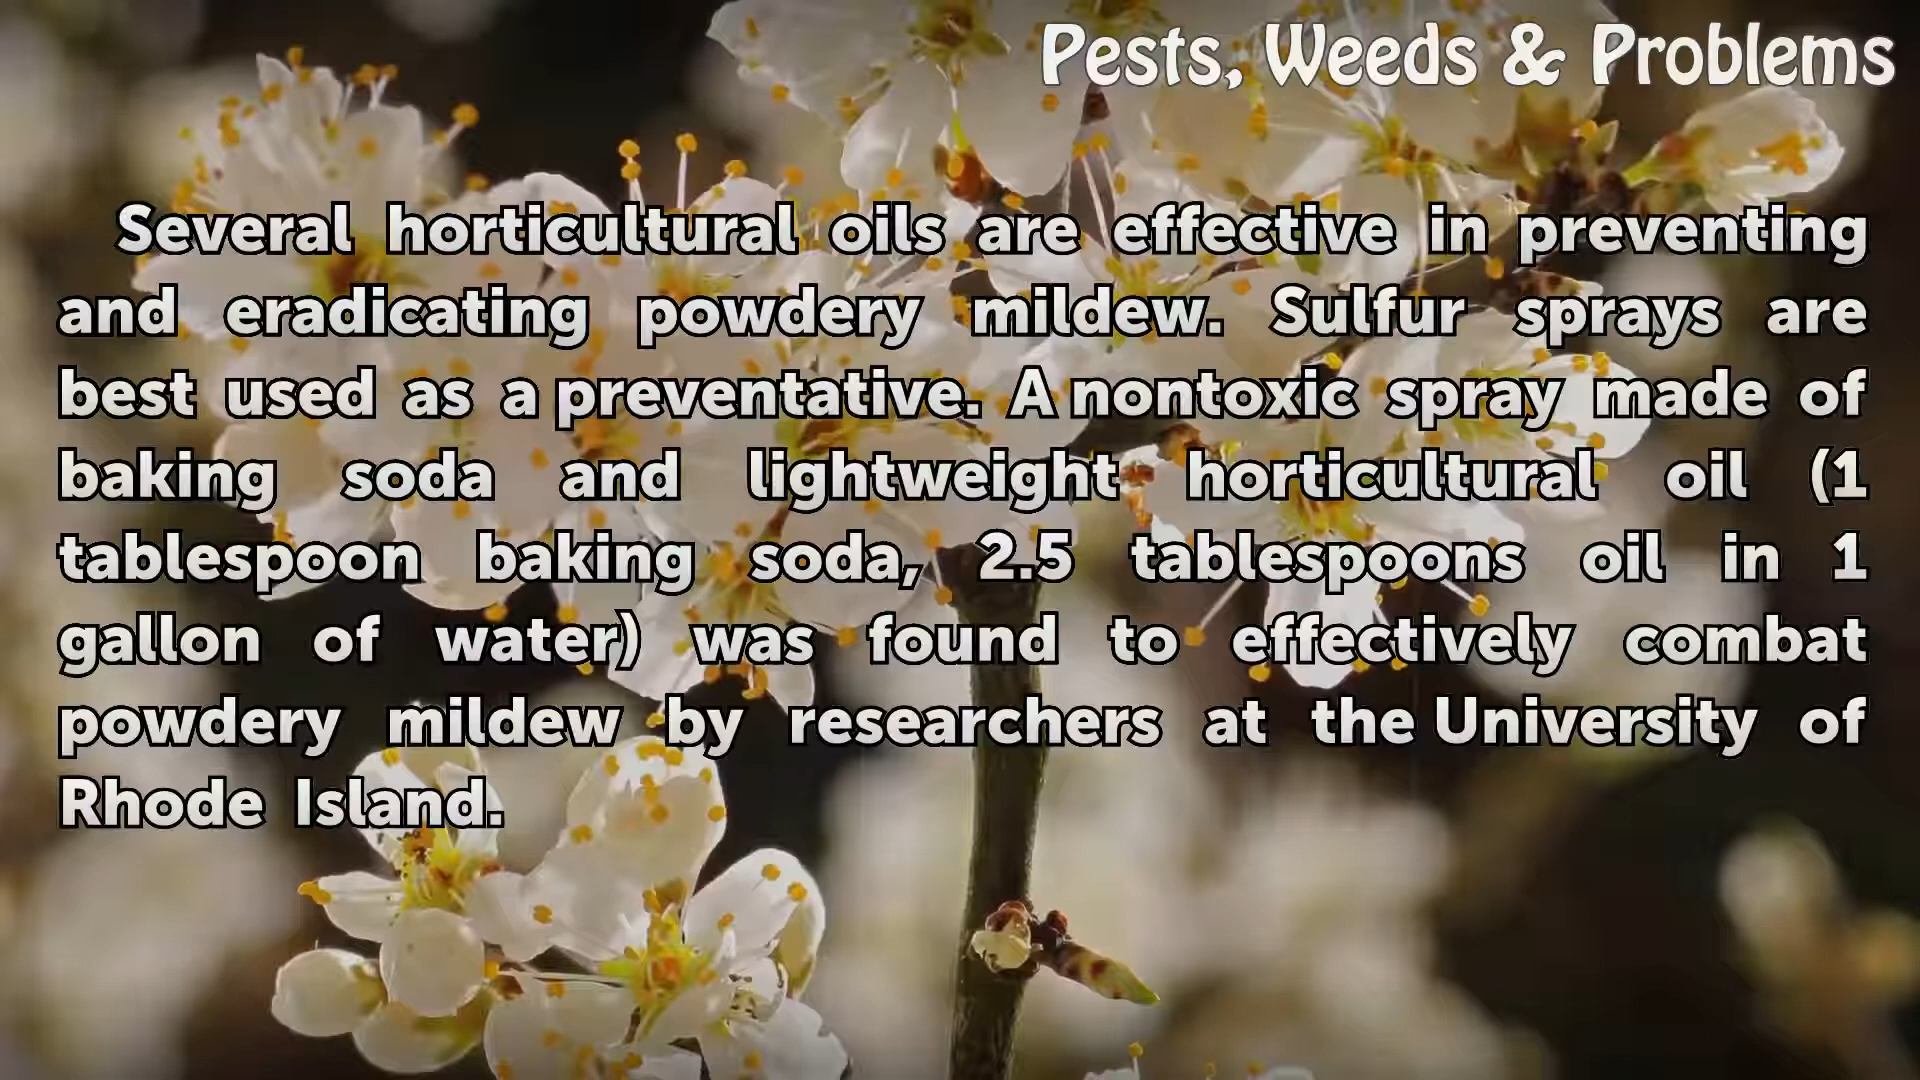 Pests, Weeds & Problems
Several horticultural oils are effective in preventing
and eradicating powdery mildew. Sulfur sprays are
best used as a preventative. A nontoxic spray made of
baking soda and lightweight horticultural oil (1
tablespoon baking soda, 2.5 tablespoons oil in 1
gallon of water) was found to effectively combat
powdery mildew by researchers at the University of
Rhode Island.